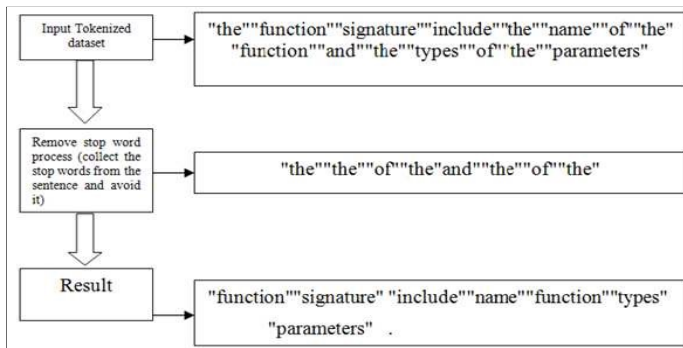 Input Tokenized
dataset
"the""function""signature""include""the""name""of""the"
"function""and""the""types""of""the""parameters"
Remove stop word
process (collect the
stop words from the
sentence and avoid
it)
"the""the""of""the"and""the""of""the"
Result
"function""signature" "include""name""function""types"
"parameters" .